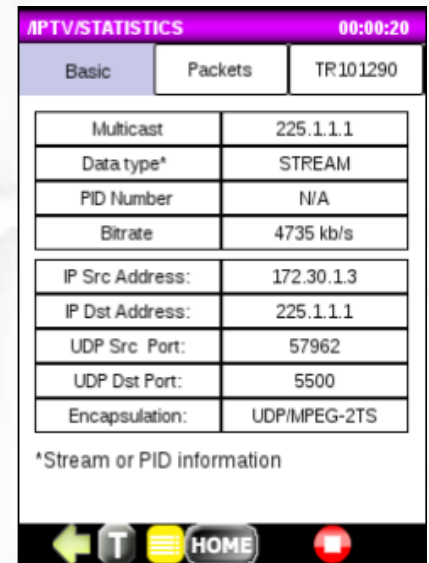 /IPTV/STATISTICS 00:00:20
Basic Packets TR101290
Multicast 225.1.1.1
Data type* STREAM
PID Number N/A
Bitrate 4735 kb/s
IP Src Address: 172.30.1.3
IP Dst Address: 225.1.1.1
UDP Src Port: 57962
UDP Dst Port: 5500
Encapsulation: UDP/MPEG-2TS
*Stream or PID information
T HOME